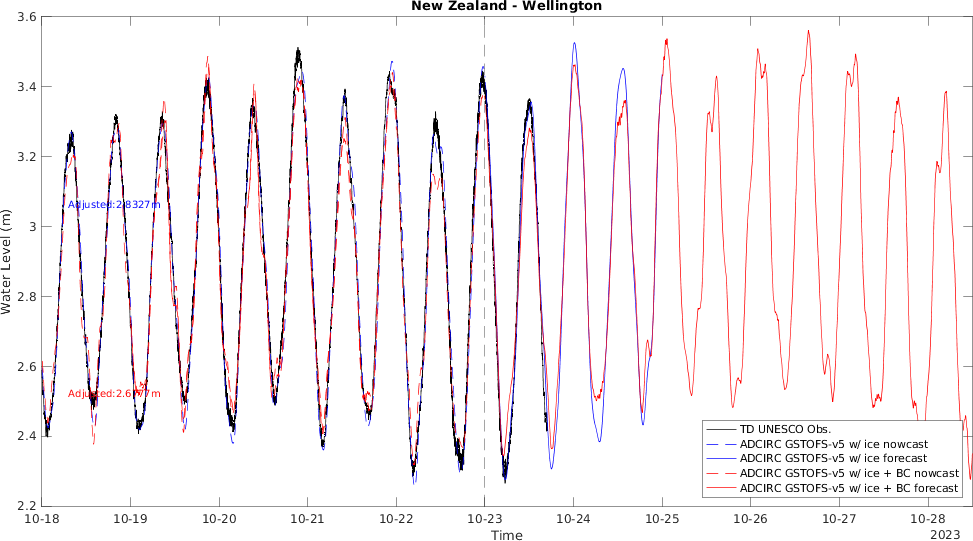 New Zealand - Wellington
3.6
3.4
3.2
3
2.8
2.6
2.4
2.2
Water Level (m)
Adjusted:2.8327m
Adjusted:2.6177m
TD UNESCO Obs.
ADCIRC GSTOFS-v5 w/ ice nowcast
ADCIRC GSTOFS-v5 w/ ice forecast
ADCIRC GSTOFS-v5 w/ ice + BC nowcast
ADCIRC GSTOFS-v5 w/ ice + BC forecast
10-18 10-19 10-20 10-21 10-22 10-23 10-24 10-25 10-26 10-27 10-28
2023
Time